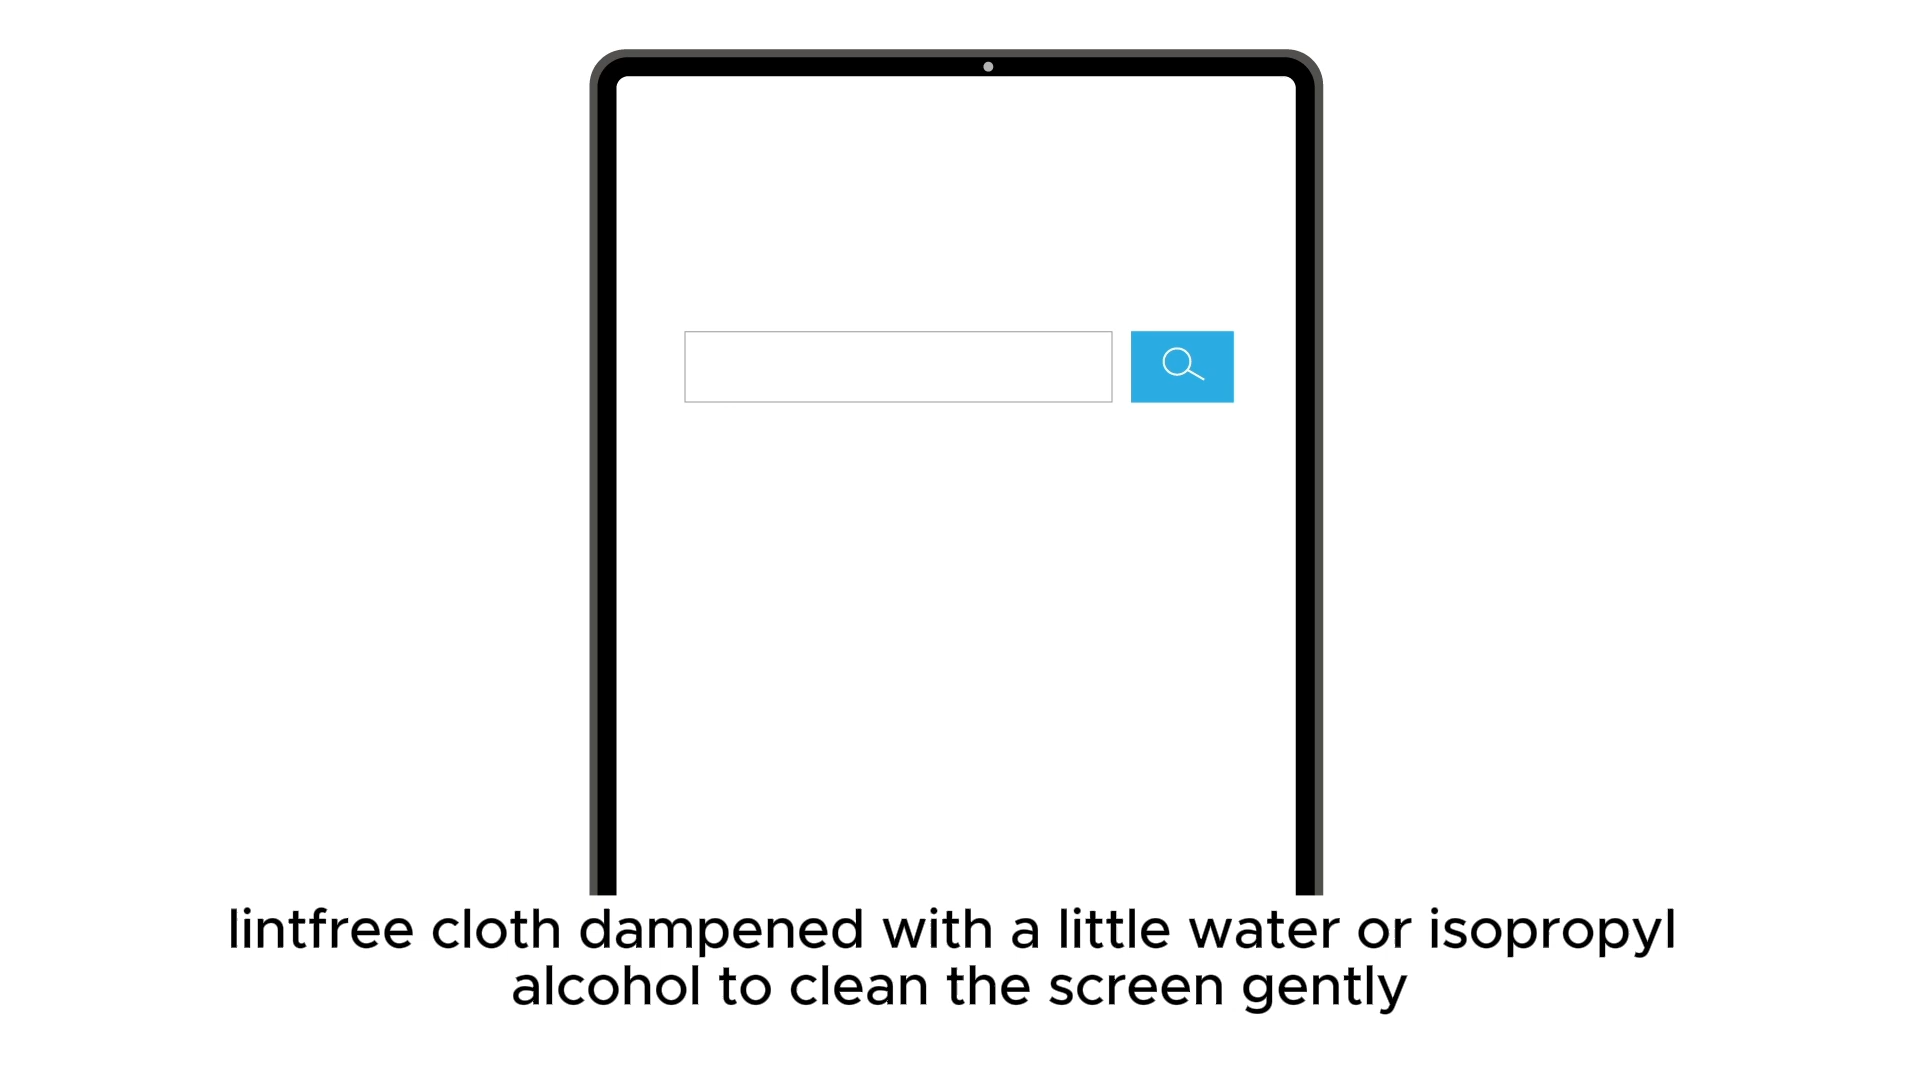 lintfree cloth dampened with a little water or isopropyl
alcohol to clean the screen gently